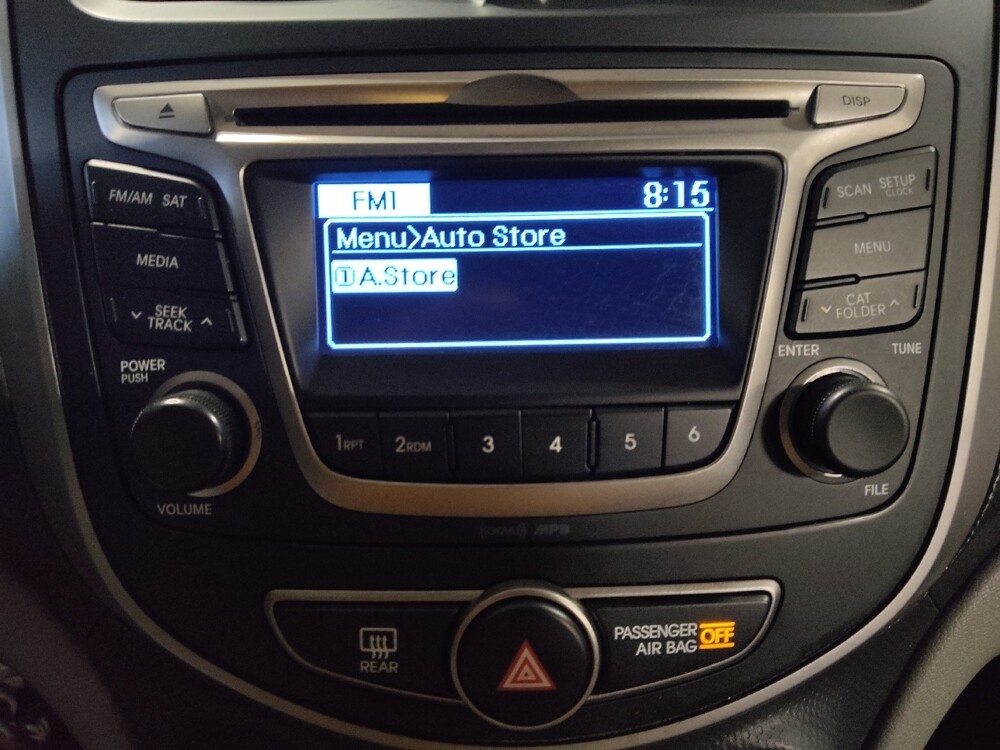 DISP
FM/AM SAT
SCAN SETUP
CLOCK
FM1 8:15
Menu>Auto Store
1 A.Store
MEDIA
MENU
SEEK
TRACK
CAT
FOLDER
POWER
PUSH
ENTER TUNE
1RPT 2RDM 3 4 5 6
VOLUME
FILE
XM MP3
PASSENGER
AIR BAG OFF
REAR